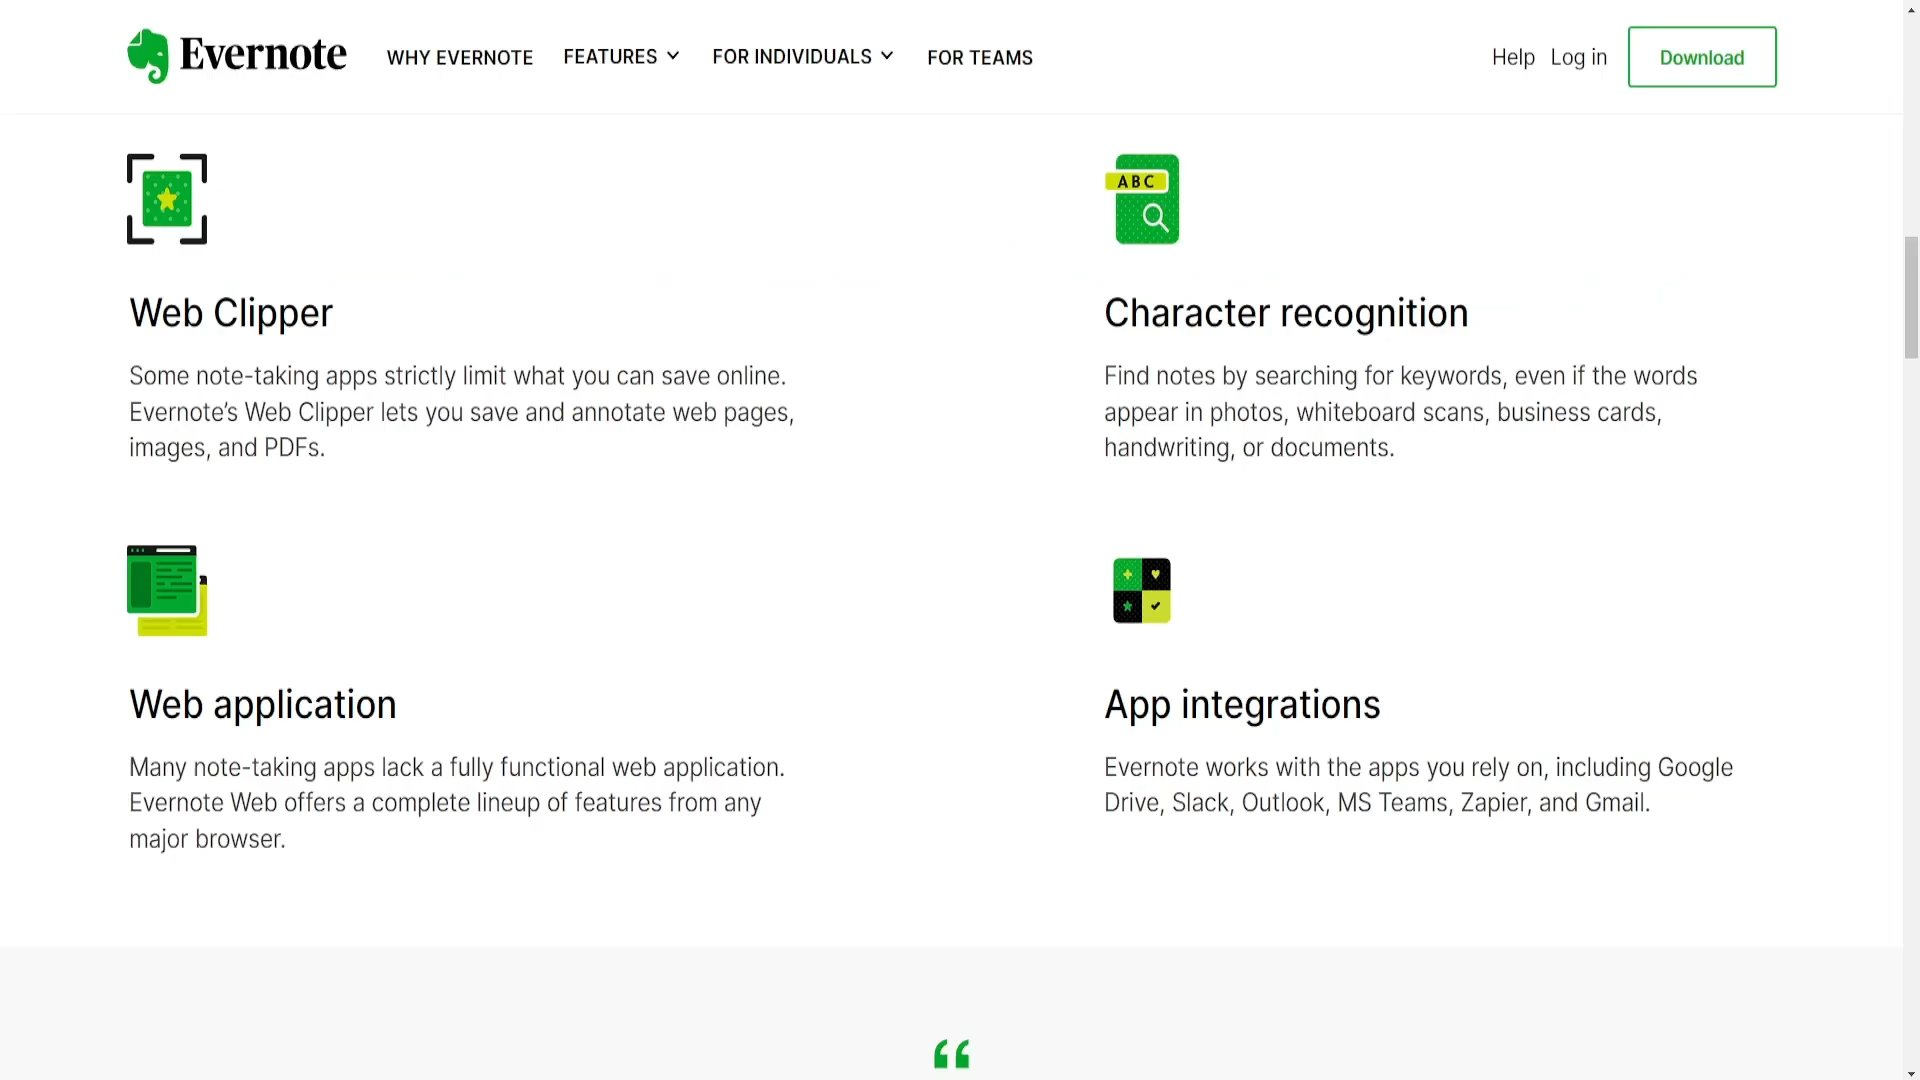 Evernote
WHY EVERNOTE
FEATURES
FOR INDIVIDUALS
FOR TEAMS
Help
Log in
Download
ABC
Web Clipper
Some note-taking apps strictly limit what you can save online.
Evernote’s Web Clipper lets you save and annotate web pages,
images, and PDFs.
Character recognition
Find notes by searching for keywords, even if the words
appear in photos, whiteboard scans, business cards,
handwriting, or documents.
Web application
Many note-taking apps lack a fully functional web application.
Evernote Web offers a complete lineup of features from any
major browser.
App integrations
Evernote works with the apps you rely on, including Google
Drive, Slack, Outlook, MS Teams, Zapier, and Gmail.
“